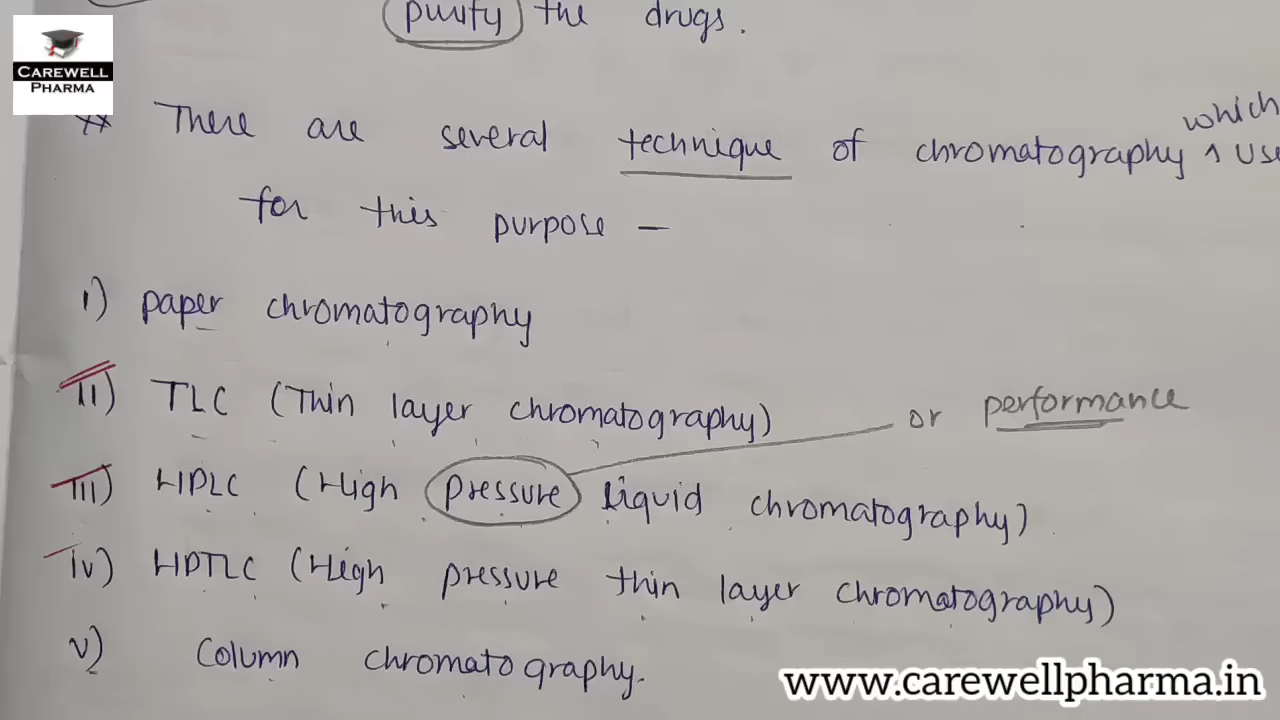 purify the drugs.
CAREWELL
PHARMA
which
** There are several technique of chromatography ^ use
for this purpose —
i) paper chromatography
ii) TLC (Thin layer chromatography)
or performance
iii) HPLC (High pressure Liquid chromatography)
iv) HPTLC (High pressure thin layer chromatography)
v) Column chromatography.
www.carewellpharma.in